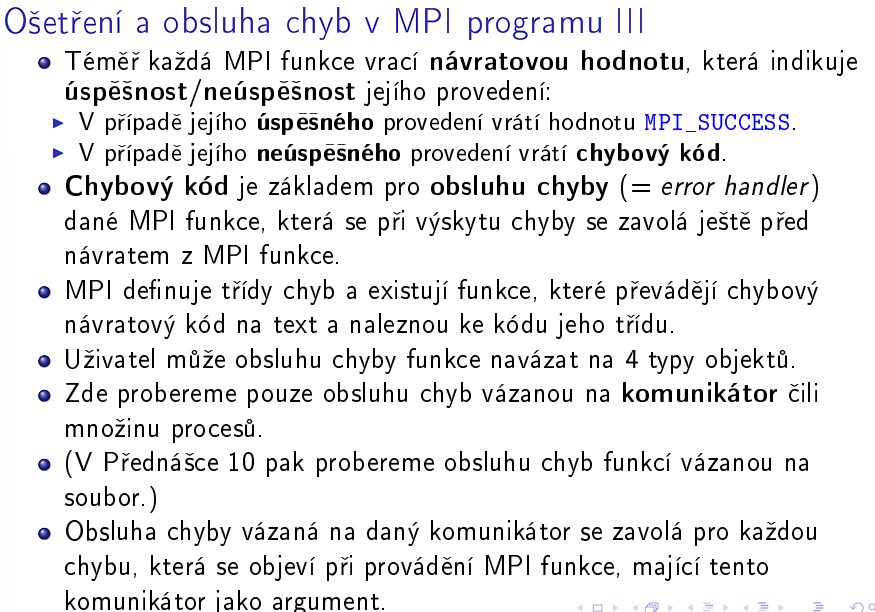 Ošetření a obsluha chyb v MPI programu III
Téměř každá MPI funkce vrací návratovou hodnotu, která indikuje
úspěšnost/neúspěšnost jejího provedení:
V případě jejího úspěšného provedení vrátí hodnotu MPI_SUCCESS.
V případě jejího neúspěšného provedení vrátí chybový kód.
Chybový kód je základem pro obsluhu chyby (= error handler)
dané MPI funkce, která se při výskytu chyby se zavolá ještě před
návratem z MPI funkce.
MPI definuje třídy chyb a existují funkce, které převádějí chybový
návratový kód na text a naleznou ke kódu jeho třídu.
Uživatel může obsluhu chyby funkce navázat na 4 typy objektů.
Zde probereme pouze obsluhu chyb vázanou na komunikátor čili
množinu procesů.
(V Přednášce 10 pak probereme obsluhu chyb funkcí vázanou na
soubor.)
Obsluha chyby vázaná na daný komunikátor se zavolá pro každou
chybu, která se objeví při provádění MPI funkce, mající tento
komunikátor jako argument.